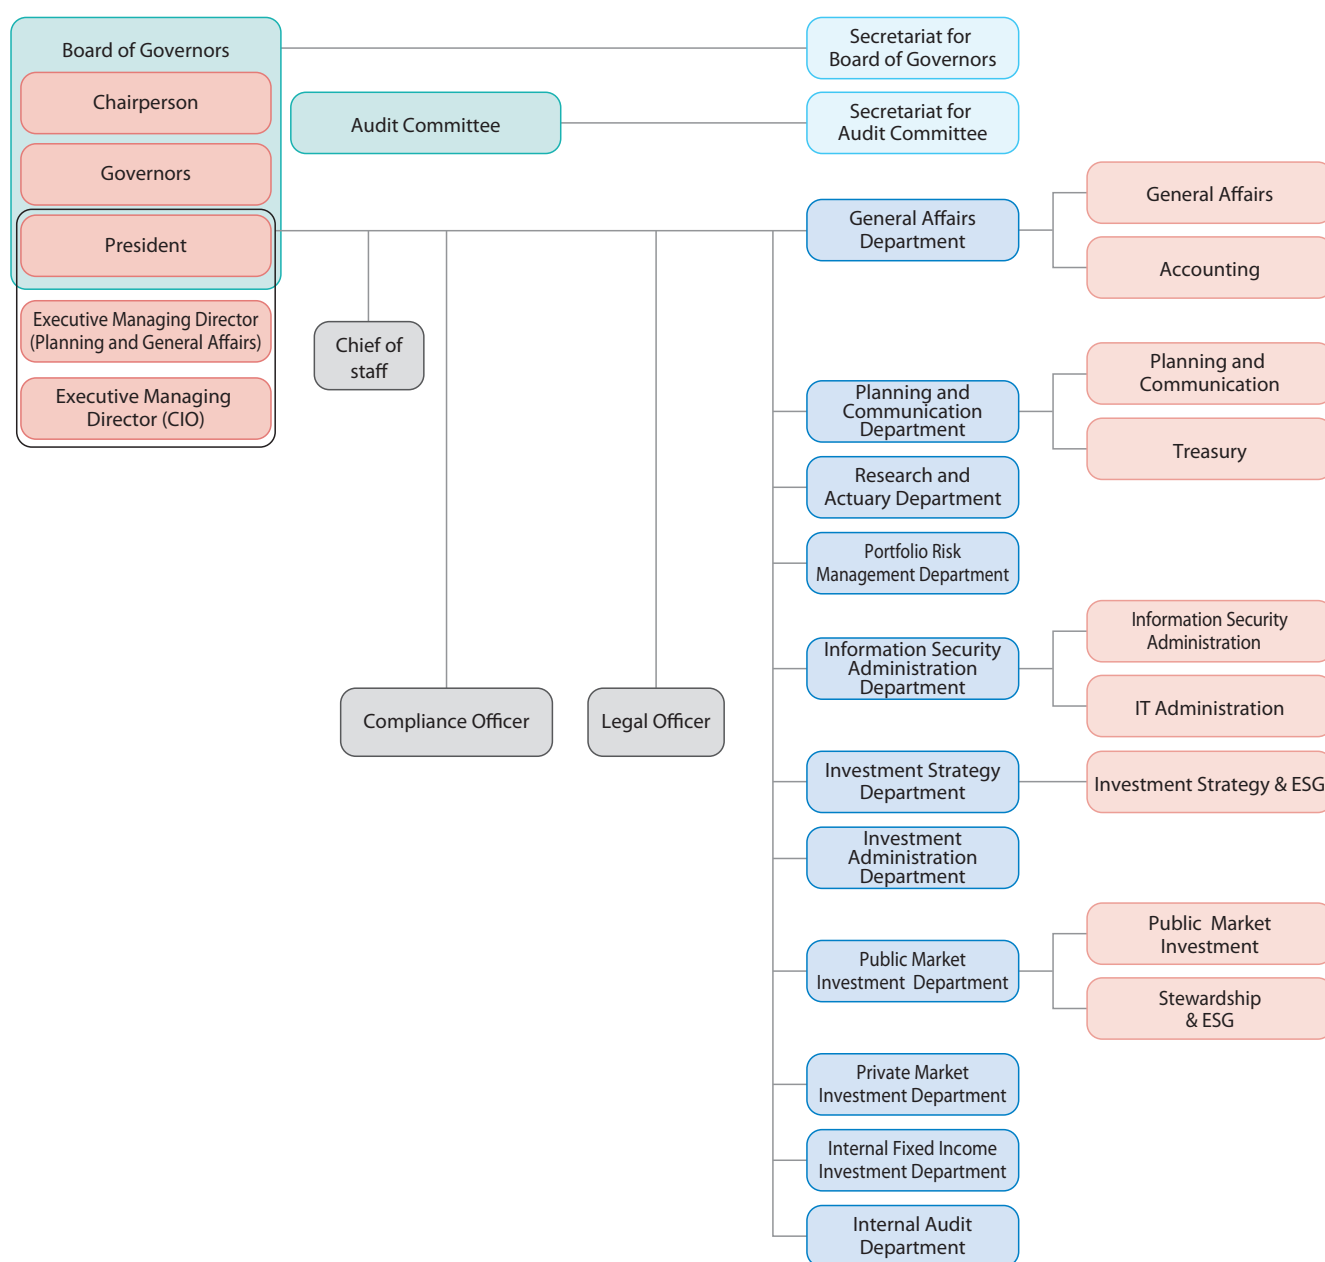 Board of Governors
Chairperson
Governors
President
Executive Managing Director
(Planning and General Affairs)
Executive Managing
Director (CIO)
Audit Committee
Secretariat for
Board of Governors
Secretariat for
Audit Committee
Chief of
staff
Compliance Officer
Legal Officer
General Affairs
Department
General Affairs
Accounting
Planning and
Communication
Department
Planning and
Communication
Treasury
Research and
Actuary Department
Portfolio Risk
Management Department
Information Security
Administration
Department
Information Security
Administration
IT Administration
Investment Strategy
Department
Investment Strategy & ESG
Investment
Administration
Department
Public Market
Investment Department
Public Market
Investment
Stewardship
& ESG
Private Market
Investment Department
Internal Fixed Income
Investment Department
Internal Audit
Department